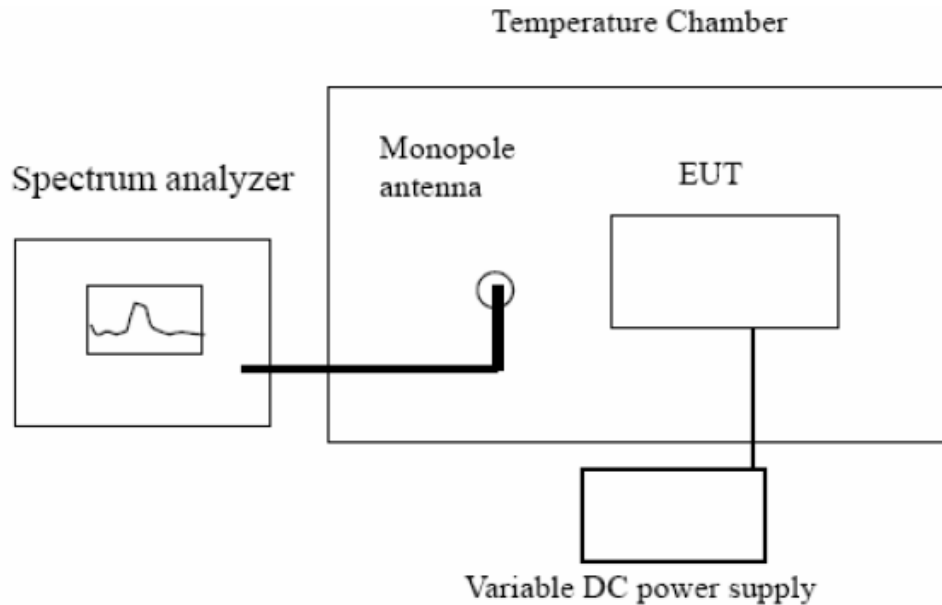 Temperature Chamber
Monopole
antenna
Spectrum analyzer
EUT
Variable DC power supply